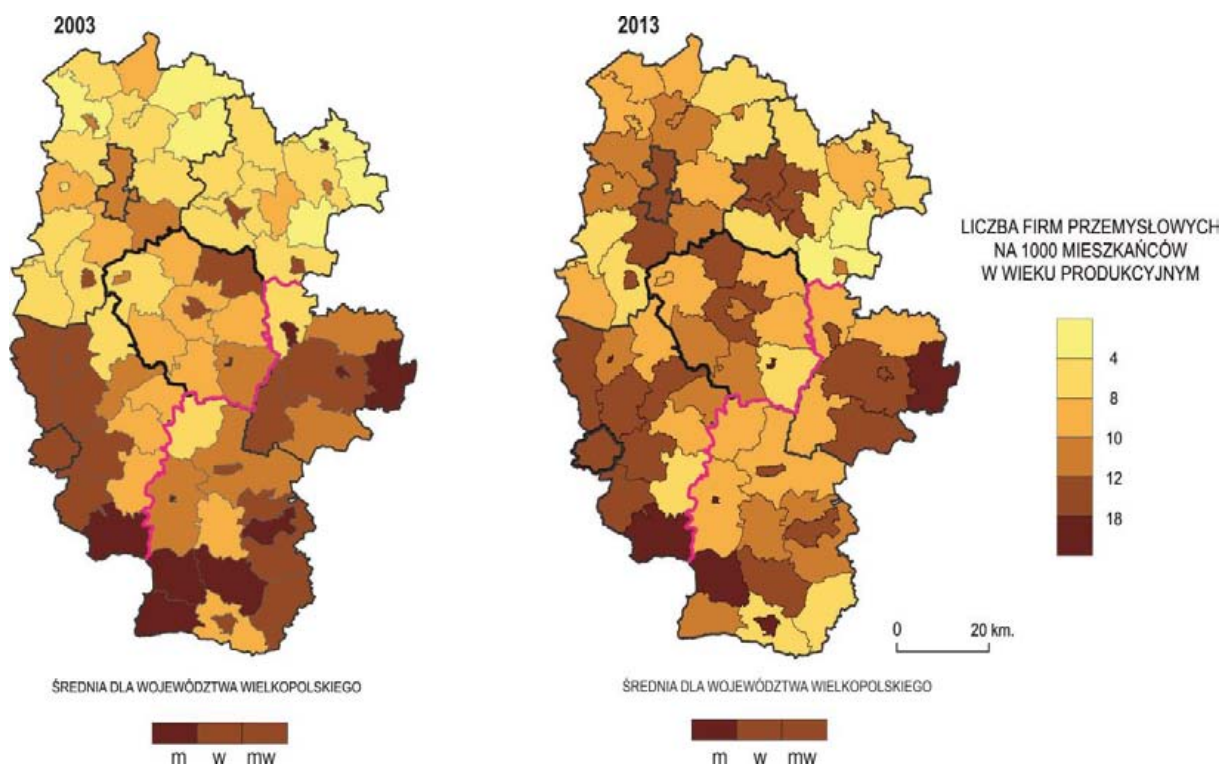 2003
2013
LICZBA FIRM PRZEMYSŁOWYCH
NA 1000 MIESZKAŃCÓW
W WIEKU PRODUKCYJNYM
4
8
10
12
18
0 20 km.
ŚREDNIA DLA WOJEWÓDZTWA WIELKOPOLSKIEGO
m w mw
ŚREDNIA DLA WOJEWÓDZTWA WIELKOPOLSKIEGO
m w mw